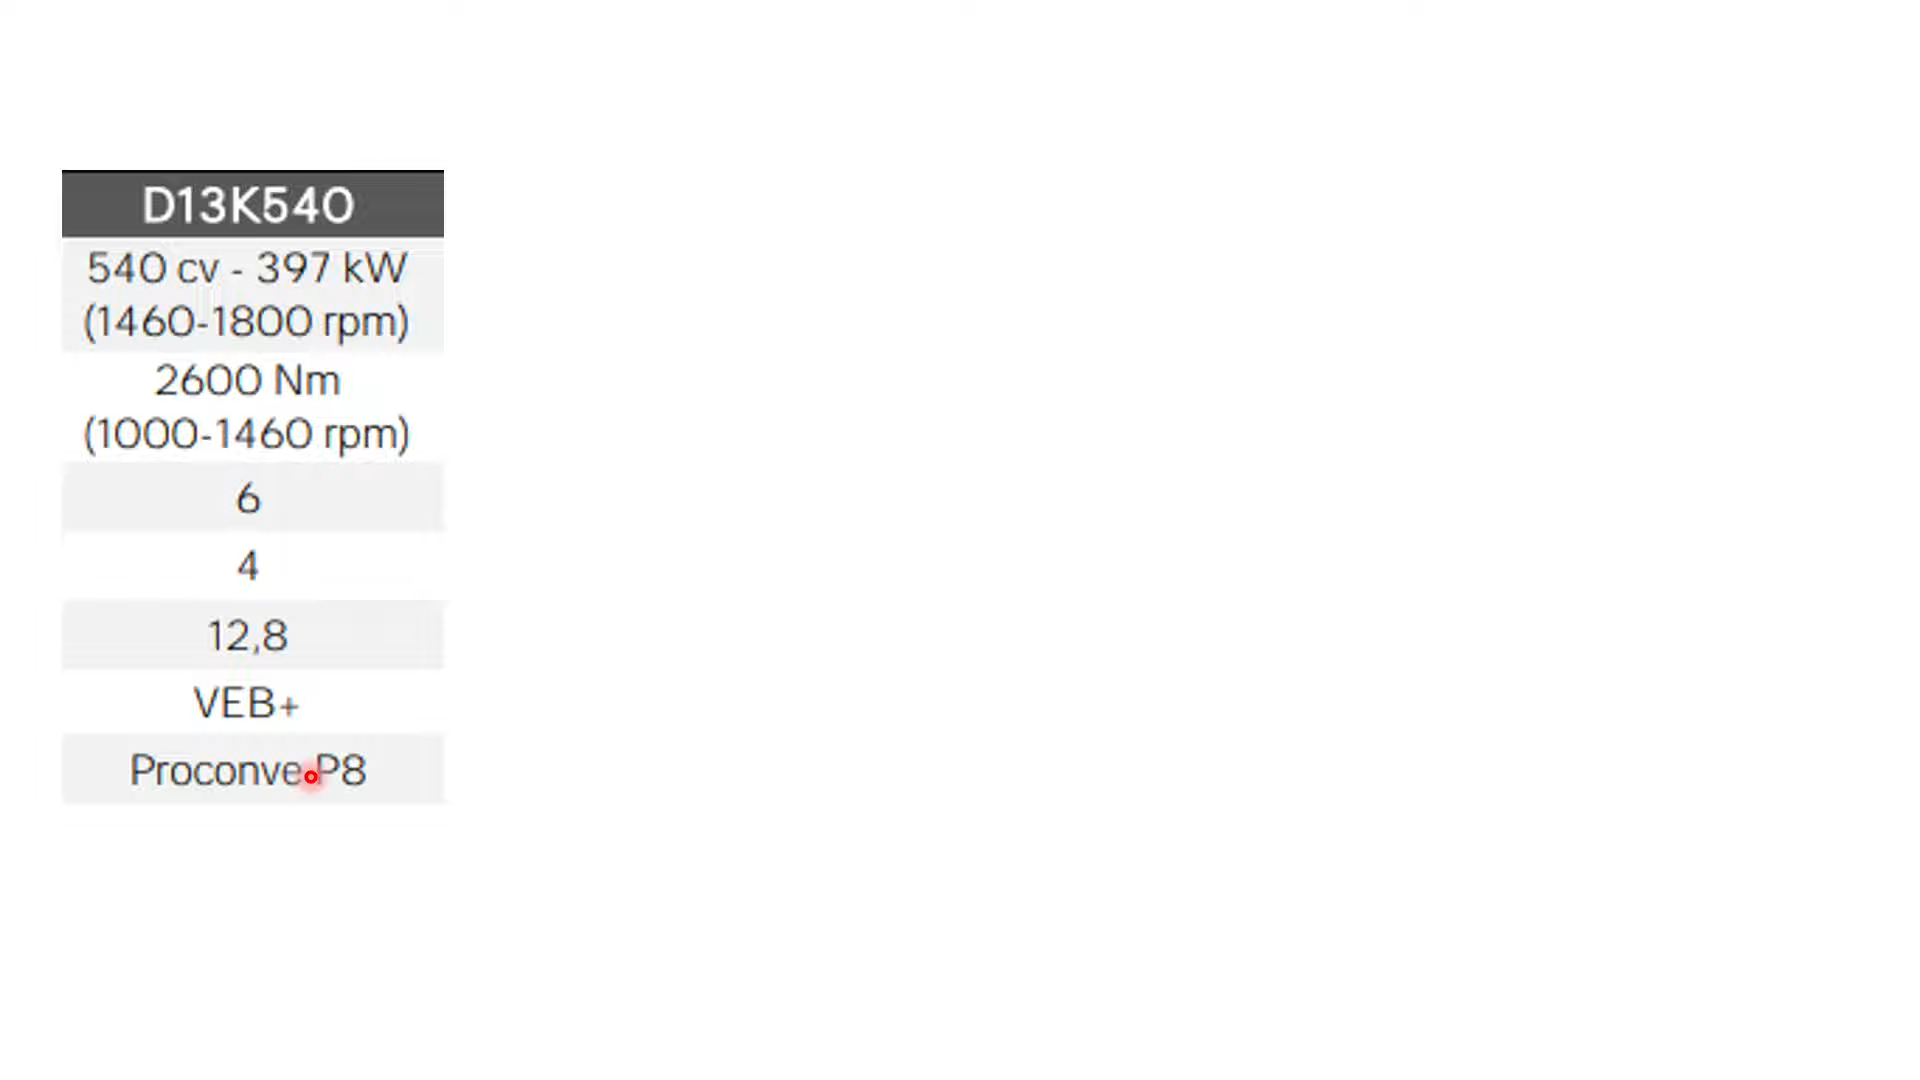 D13K540
540 cv - 397 kW
(1460-1800 rpm)
2600 Nm
(1000-1460 rpm)
6
4
12,8
VEB+
Proconve P8